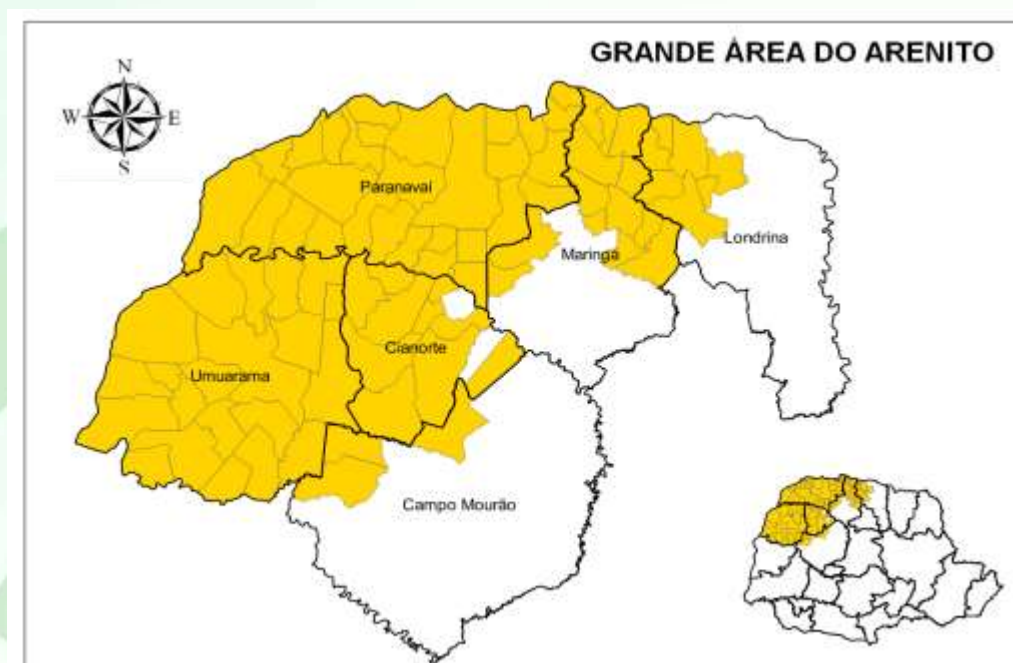 GRANDE ÁREA DO ARENITO
N
W
E
S
Paranavaí
Maringá
Londrina
Cianorte
Umuarama
Campo Mourão